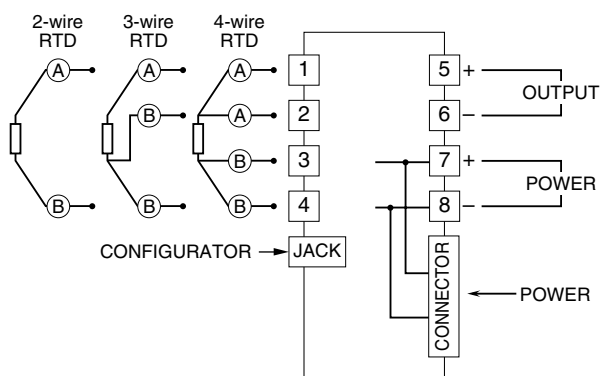 2-wire RTD
3-wire RTD
4-wire RTD
A A A 1 5 +
OUTPUT
B A 2 6 –
B 3 7 +
POWER
B B B 4 8 –
CONFIGURATOR JACK
CONNECTOR
POWER